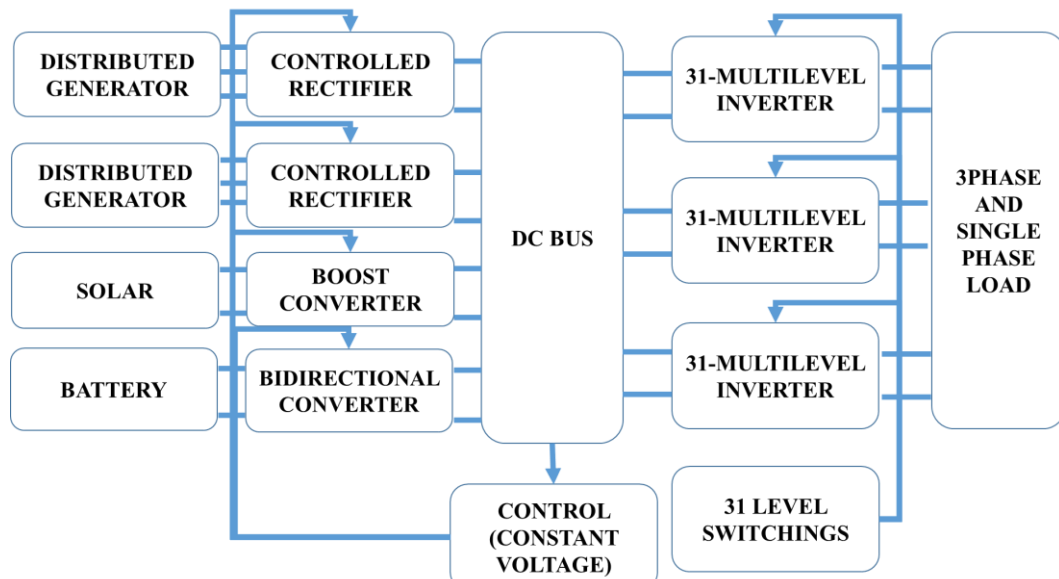 DISTRIBUTED
GENERATOR
CONTROLLED
RECTIFIER
31-MULTILEVEL
INVERTER
DISTRIBUTED
GENERATOR
CONTROLLED
RECTIFIER
DC BUS
31-MULTILEVEL
INVERTER
3PHASE
AND
SINGLE
PHASE
LOAD
SOLAR
BOOST
CONVERTER
BATTERY
BIDIRECTIONAL
CONVERTER
31-MULTILEVEL
INVERTER
CONTROL
(CONSTANT
VOLTAGE)
31 LEVEL
SWITCHINGS